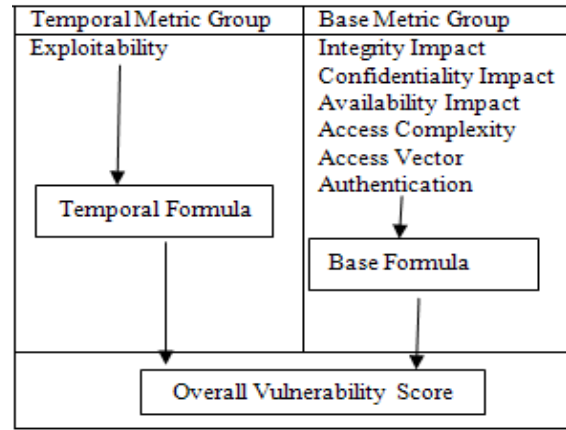 Temporal Metric Group
Exploitability
Temporal Formula
Base Metric Group
Integrity Impact
Confidentiality Impact
Availability Impact
Access Complexity
Access Vector
Authentication
Base Formula
Overall Vulnerability Score